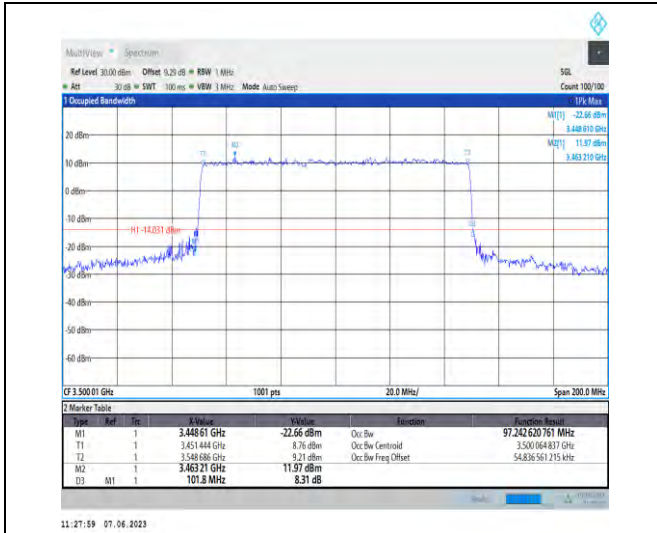 MultiView Spectrum
Ref Level 30.00 dBm Offset 9.29 dB RBW 1 MHz SGL
Att 30 dB SWT 100 ms VBW 3 MHz Mode Auto Sweep Count 100/100
1 Occupied Bandwidth 1Pk Max
M1[1] -22.66 dBm
3.448 610 GHz
20 dBm M2[1] 11.97 dBm
3.463 210 GHz
M2
T1 T2
10 dBm
0 dBm
-10 dBm
H1 -14.031 dBm D3
-20 dBm
-30 dBm
-40 dBm
-50 dBm
-60 dBm
CF 3.500 01 GHz 1001 pts 20.0 MHz/ Span 200.0 MHz
2 Marker Table
Type Ref Trc X-Value Y-Value Function Function Result
M1 1 3.448 61 GHz -22.66 dBm Occ Bw 97.242 620 761 MHz
T1 1 3.451 444 GHz 8.76 dBm Occ Bw Centroid 3.500 064 837 GHz
T2 1 3.548 686 GHz 9.21 dBm Occ Bw Freq Offset 54.836 561 215 kHz
M2 1 3.463 21 GHz 11.97 dBm
D3 M1 1 101.8 MHz 8.31 dB
11:27:59 07.06.2023